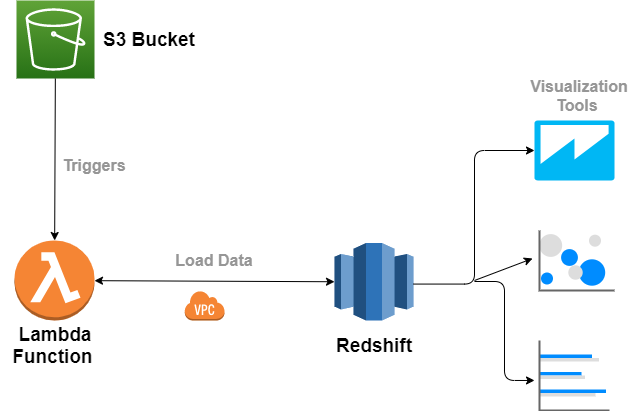 S3 Bucket
Visualization
Tools
Triggers
Load Data
VPC
Lambda
Function
Redshift